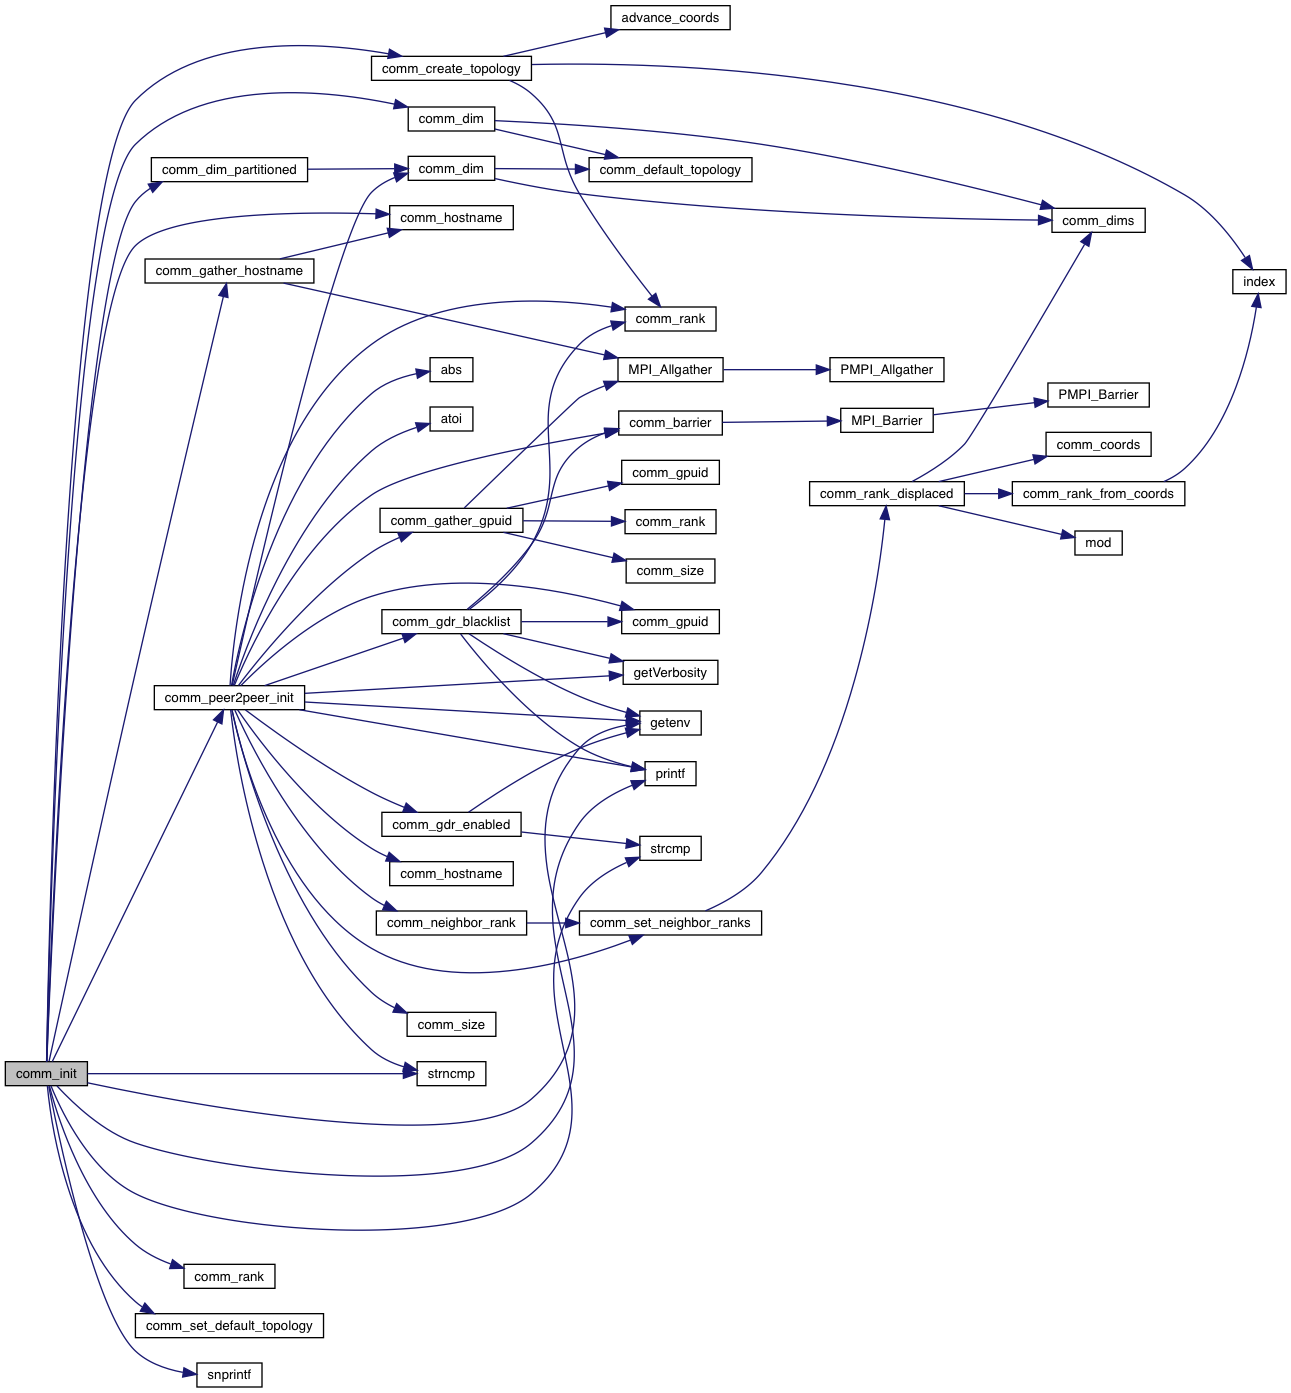 advance_coords
comm_create_topology
comm_dim
comm_dim_partitioned
comm_dim
comm_default_topology
comm_hostname
comm_dims
comm_gather_hostname
index
comm_rank
abs
MPI_Allgather
PMPI_Allgather
PMPI_Barrier
atoi
comm_barrier
MPI_Barrier
comm_coords
comm_gpuid
comm_rank_displaced
comm_rank_from_coords
comm_gather_gpuid
comm_rank
mod
comm_size
comm_gdr_blacklist
comm_gpuid
getVerbosity
comm_peer2peer_init
getenv
printf
comm_gdr_enabled
strcmp
comm_hostname
comm_neighbor_rank
comm_set_neighbor_ranks
comm_size
comm_init
strncmp
comm_rank
comm_set_default_topology
snprintf